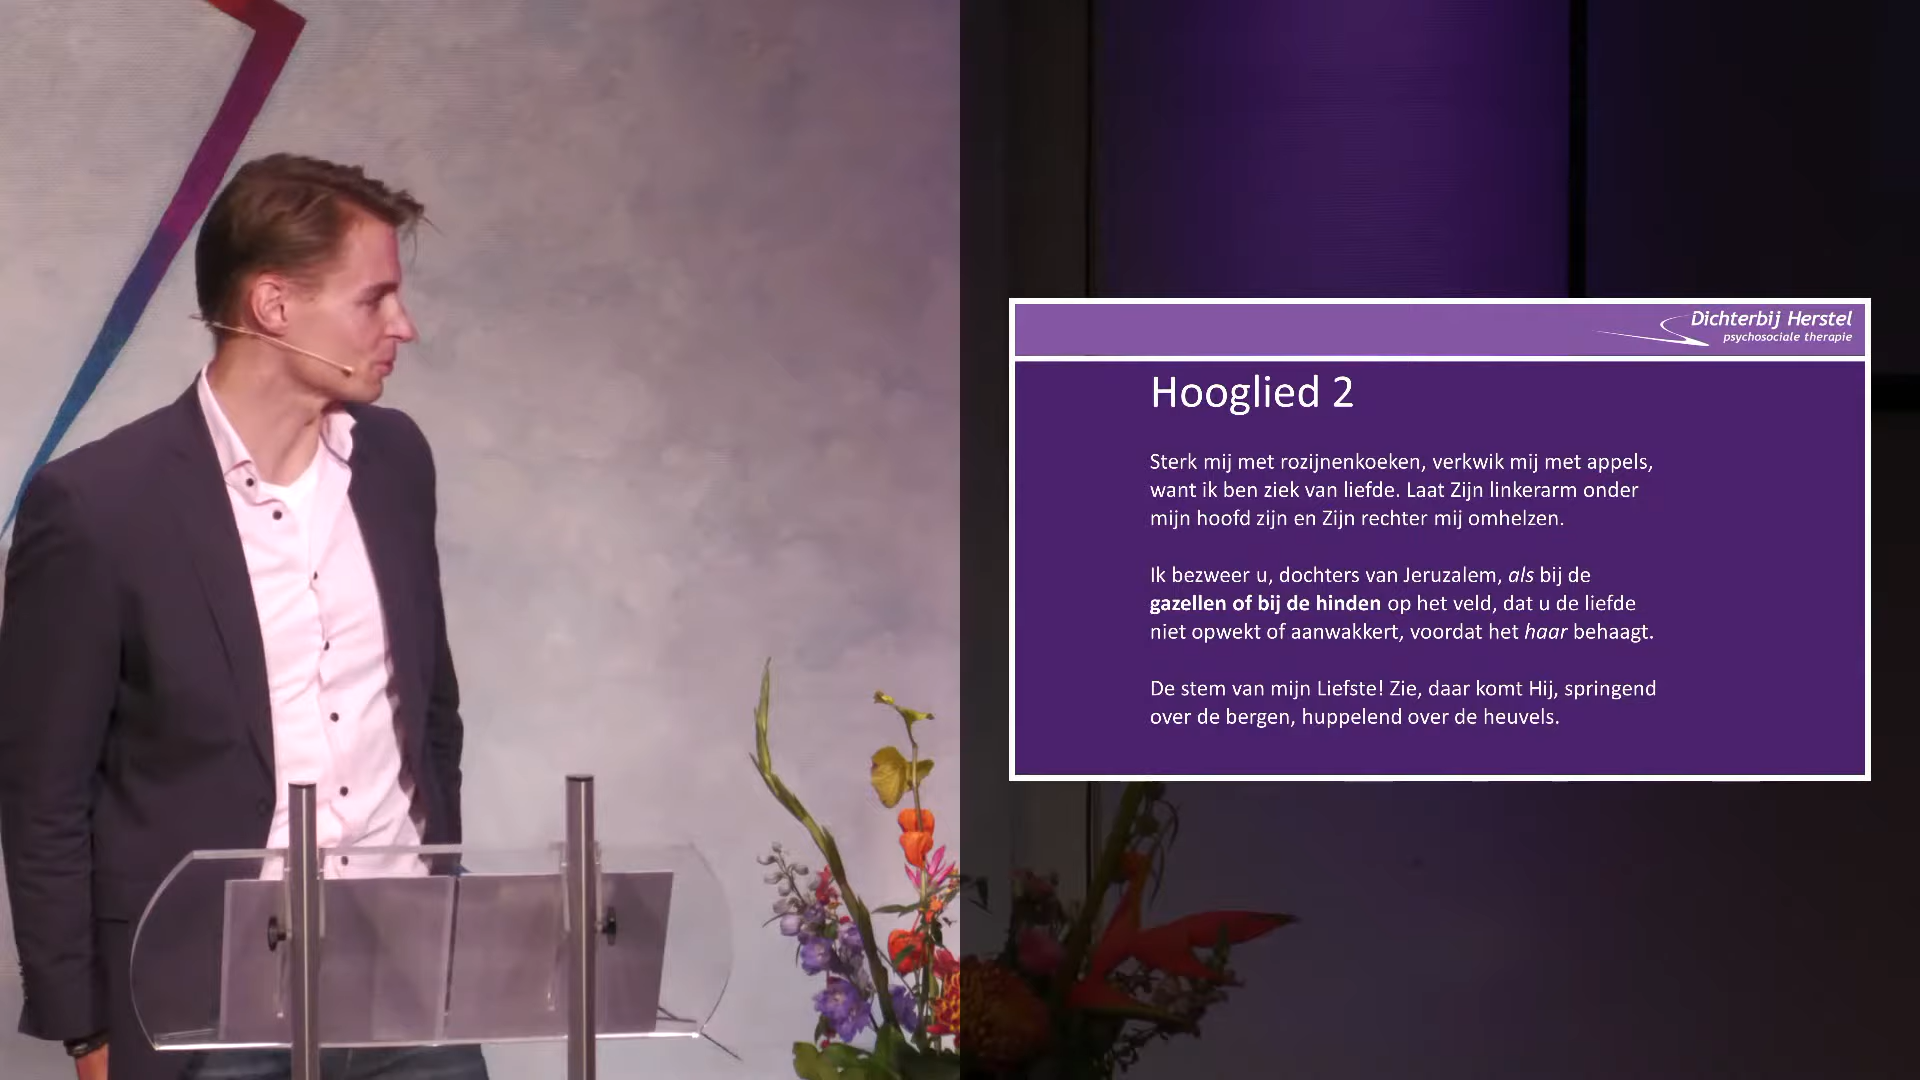 Dichterbij Herstel
psychosociale therapie
Hooglied 2
Sterk mij met rozijnenkoeken, verkwik mij met appels,
want ik ben ziek van liefde. Laat Zijn linkerarm onder
mijn hoofd zijn en Zijn rechter mij omhelzen.
Ik bezweer u, dochters van Jeruzalem, als bij de
gazellen of bij de hinden op het veld, dat u de liefde
niet opwekt of aanwakkert, voordat het haar behaagt.
De stem van mijn Liefste! Zie, daar komt Hij, springend
over de bergen, huppelend over de heuvels.